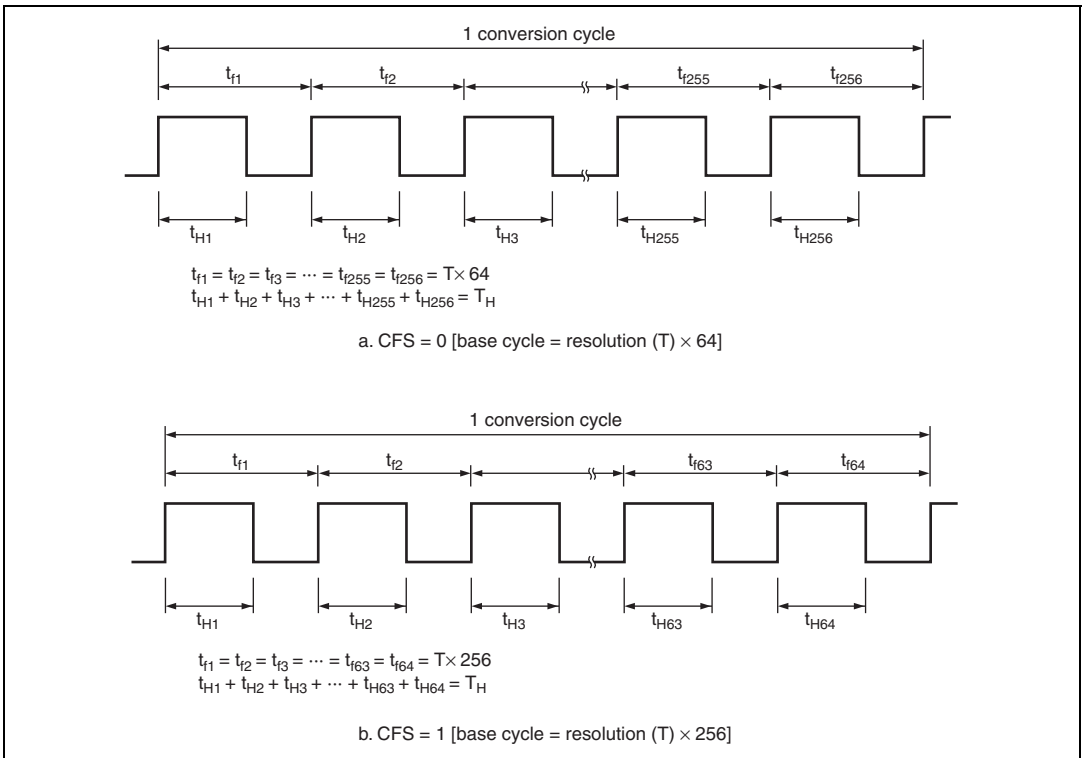 1 conversion cycle
tf1 tf2 tf255 tf256
tH1 tH2 tH3 tH255 tH256
tf1 = tf2 = tf3 = ··· = tf255 = tf256 = T× 64
tH1 + tH2 + tH3 + ··· + tH255 + tH256 = TH
a. CFS = 0 [base cycle = resolution (T) × 64]
1 conversion cycle
tf1 tf2 tf63 tf64
tH1 tH2 tH3 tH63 tH64
tf1 = tf2 = tf3 = ··· = tf63 = tf64 = T× 256
tH1 + tH2 + tH3 + ··· + tH63 + tH64 = TH
b. CFS = 1 [base cycle = resolution (T) × 256]